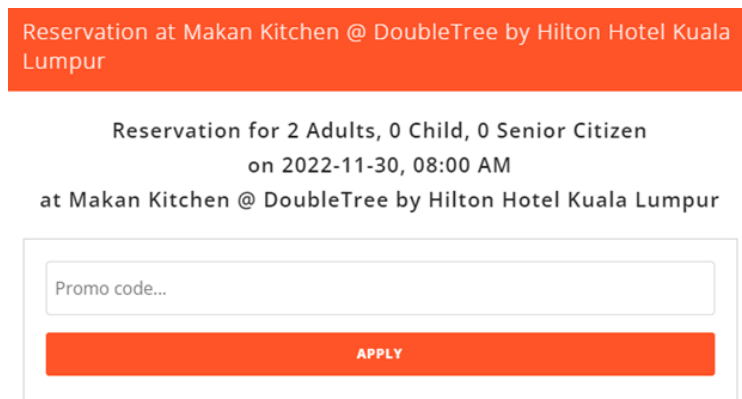 Reservation at Makan Kitchen @ DoubleTree by Hilton Hotel Kuala
Lumpur
Reservation for 2 Adults, 0 Child, 0 Senior Citizen
on 2022-11-30, 08:00 AM
at Makan Kitchen @ DoubleTree by Hilton Hotel Kuala Lumpur
Promo code...
APPLY